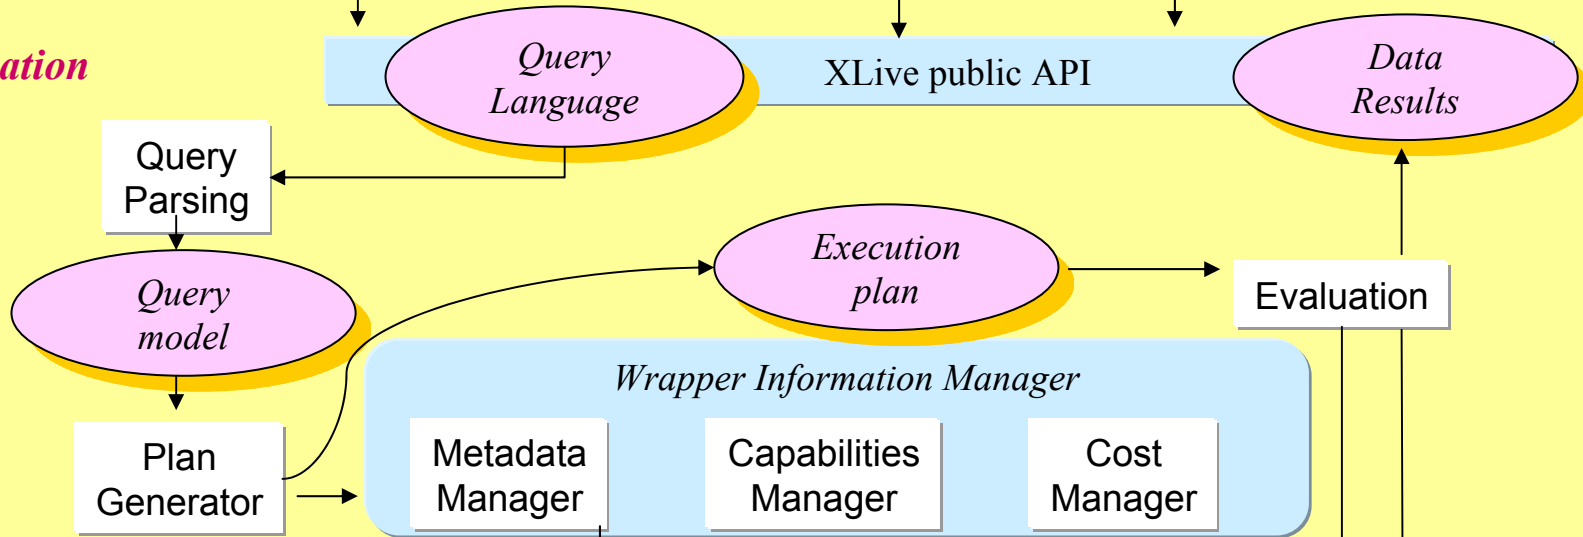 ation
Query
Language
XLive public API
Data
Results
Query
Parsing
Execution
plan
Query
model
Evaluation
Wrapper Information Manager
Plan
Generator
Metadata
Manager
Capabilities
Manager
Cost
Manager